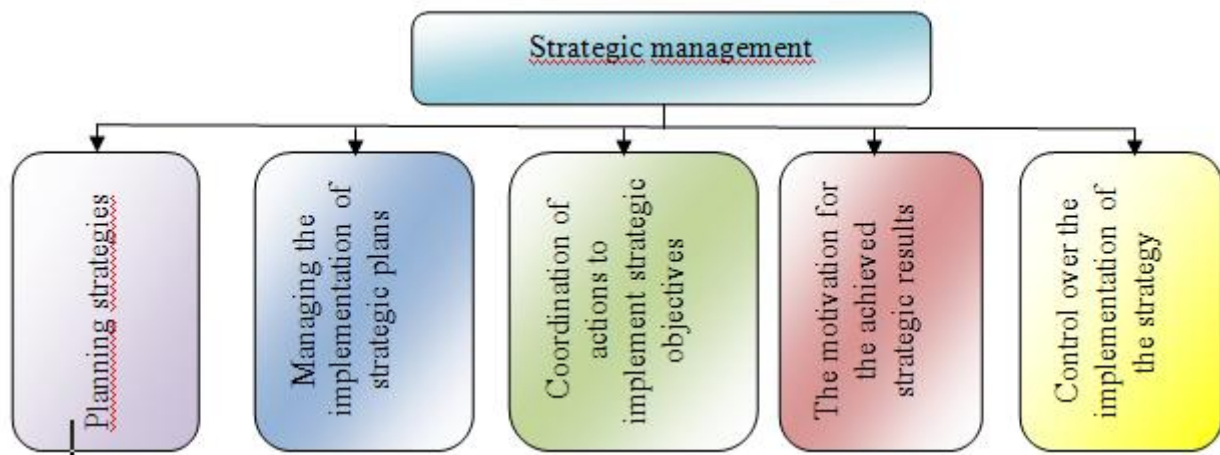 Strategic management
Planning strategies
Managing the
implementation of
strategic plans
Coordination of
actions to
implement strategic
objectives
The motivation for
the achieved
strategic results
Control over the
implementation of
the strategy